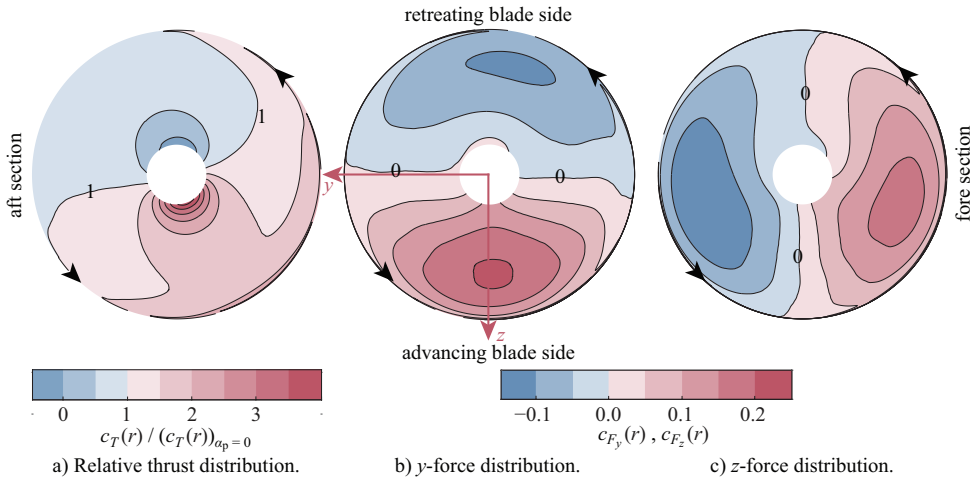 retreating blade side
aft section
fore section
1
1
0
0
y
z
0
0
advancing blade side
0 1 2 3
c_T(r) / (c_T(r))_{α_p = 0}
−0.1 0.0 0.1 0.2
c_{F_y}(r) , c_{F_z}(r)
a) Relative thrust distribution.
b) y-force distribution.
c) z-force distribution.